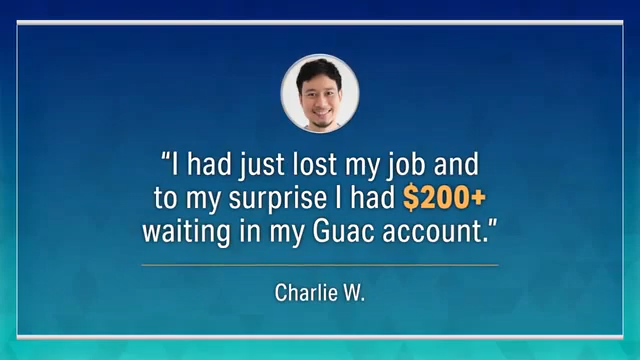 “I had just lost my job and
to my surprise I had $200+
waiting in my Guac account.”
Charlie W.